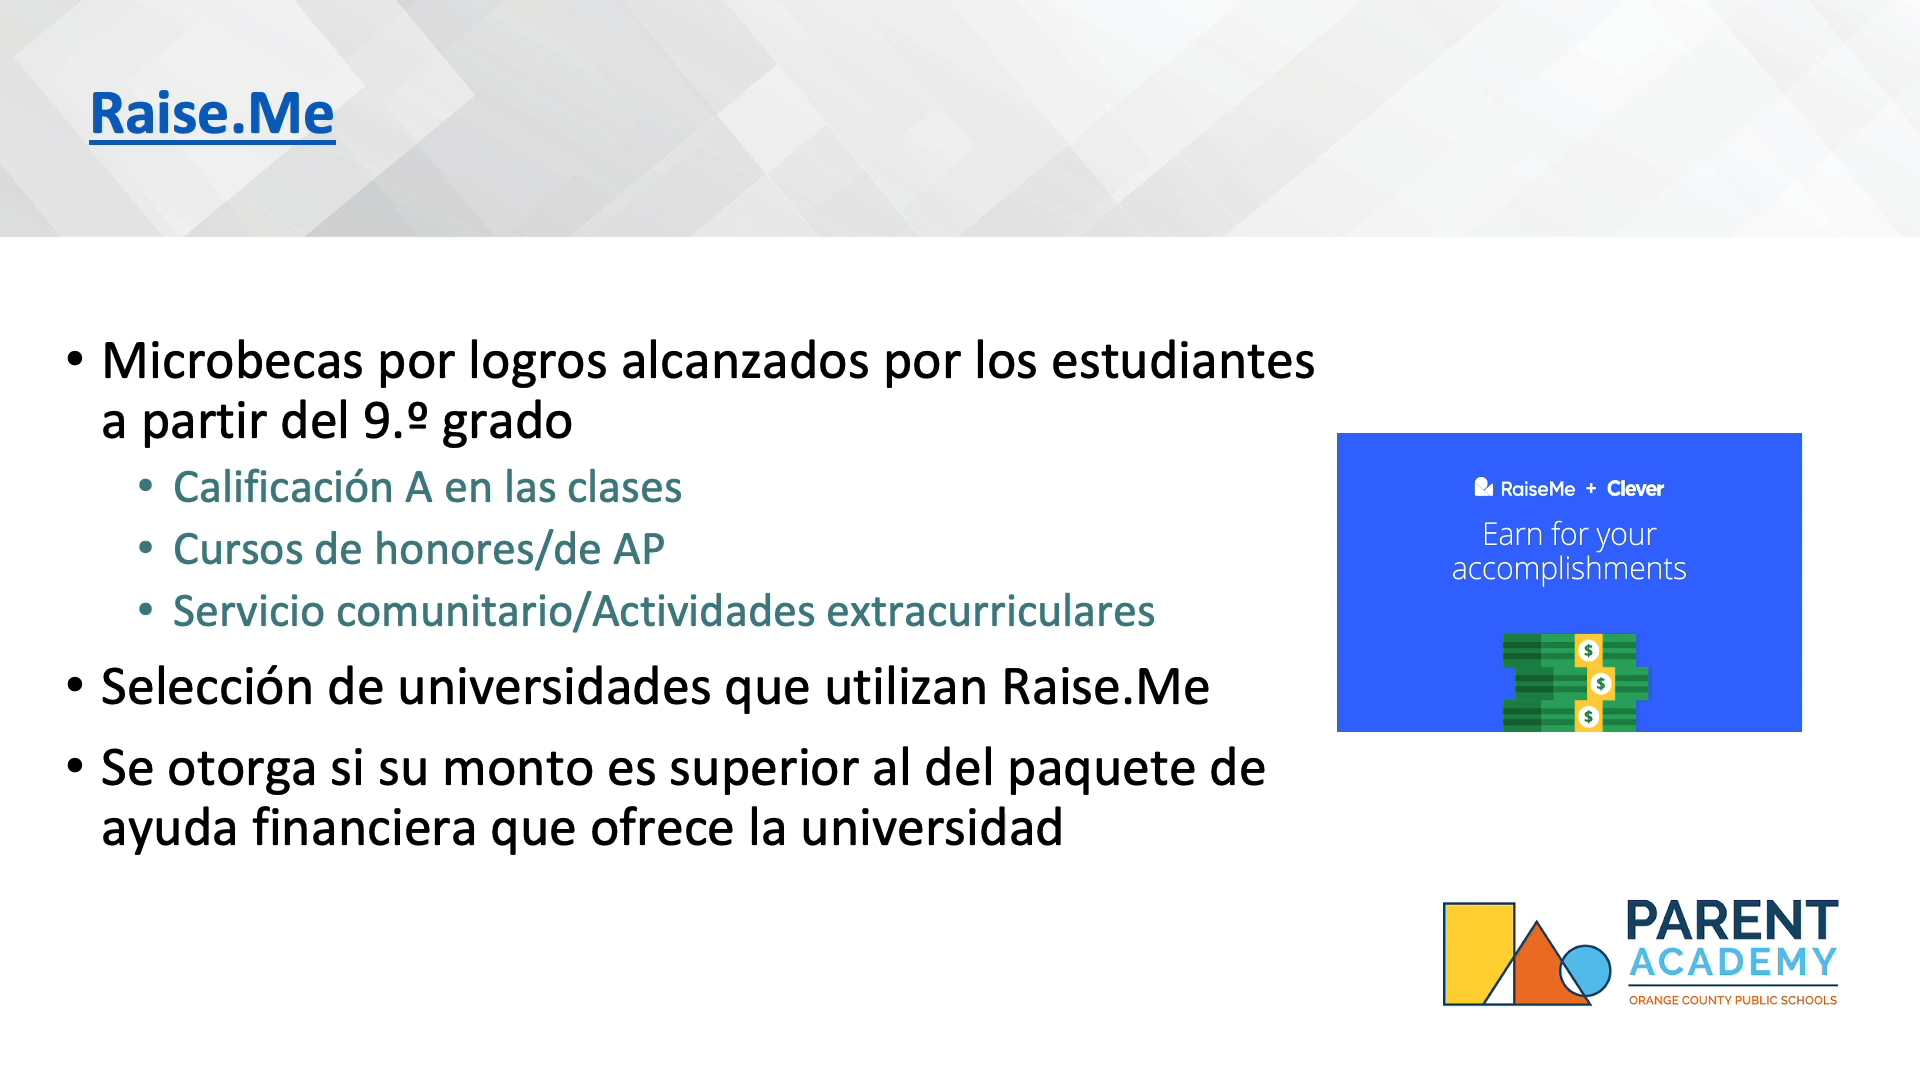 Raise.Me
• Microbecas por logros alcanzados por los estudiantes
a partir del 9.º grado
• Calificación A en las clases
• Cursos de honores/de AP
• Servicio comunitario/Actividades extracurriculares
• Selección de universidades que utilizan Raise.Me
• Se otorga si su monto es superior al del paquete de
ayuda financiera que ofrece la universidad
RaiseMe + Clever
Earn for your
accomplishments
$
$
$
PARENT
ACADEMY
ORANGE COUNTY PUBLIC SCHOOLS